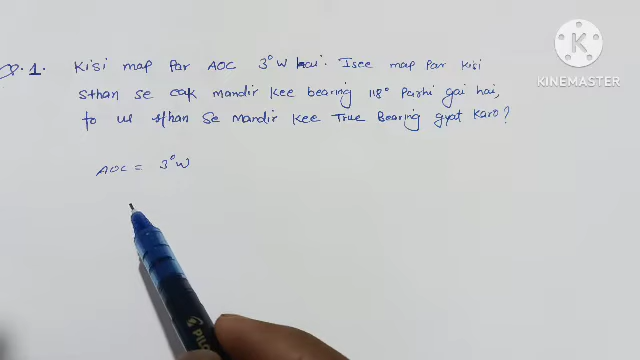 Q.1. Kisi map par AOC 3°W hai. Isee map par kisi
sthan se eak mandir kee bearing 118° parhi gai hai,
to us sthan se mandir kee True Bearing gyat karo?
AOC = 3°W
KINEMASTER
PILO